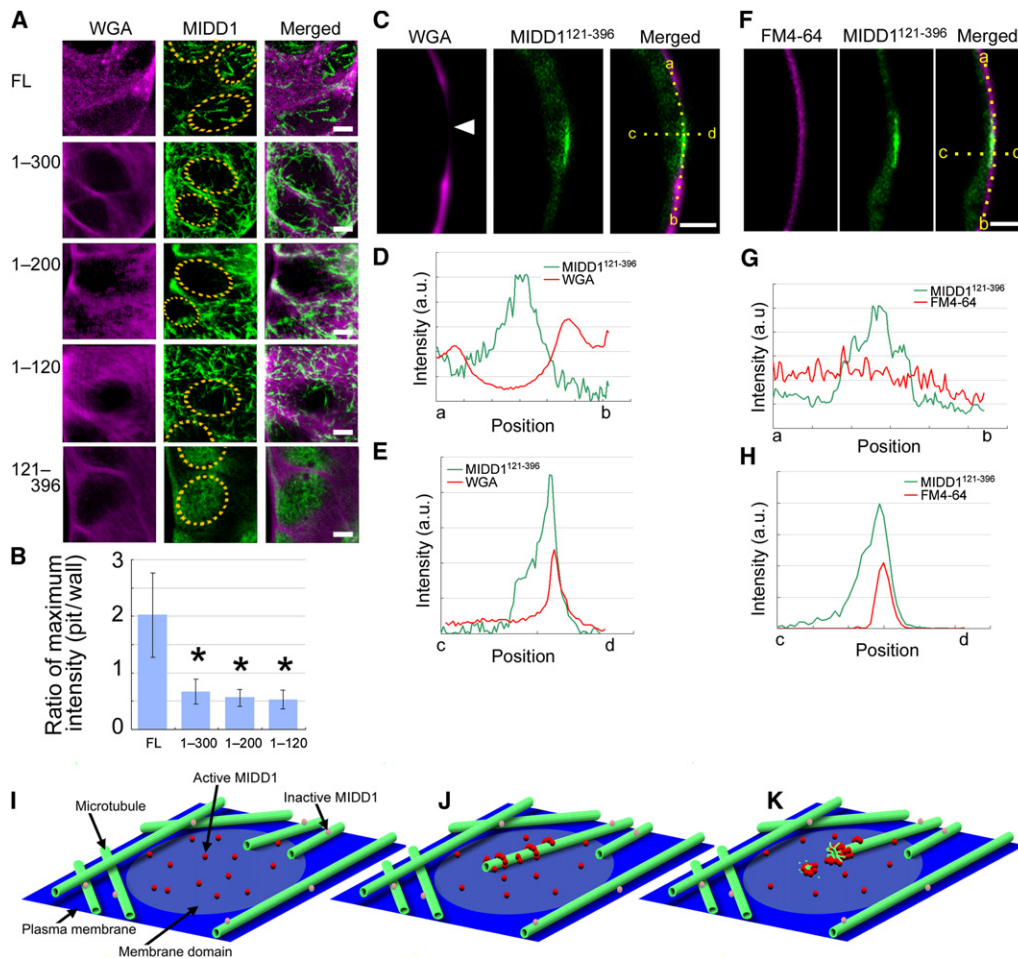 A
WGA
MIDD1
Merged
FL
1–300
1–200
1–120
121–
396
B
Ratio of maximum
intensity (pit/wall)
3
2
1
0
*
*
*
FL
1–300
1–200
1–120
C
WGA
MIDD1121-396
Merged
a
c
d
b
D
MIDD1121-396
WGA
Intensity (a.u.)
a
b
Position
E
MIDD1121-396
WGA
Intensity (a.u.)
c
d
Position
F
FM4-64
MIDD1121-396
Merged
a
c
d
b
G
MIDD1121-396
FM4-64
Intensity (a.u)
a
b
Position
H
MIDD1121-396
FM4-64
Intensity (a.u.)
c
d
Position
I
Active MIDD1
Microtubule
Inactive MIDD1
Plasma membrane
Membrane domain
J
K